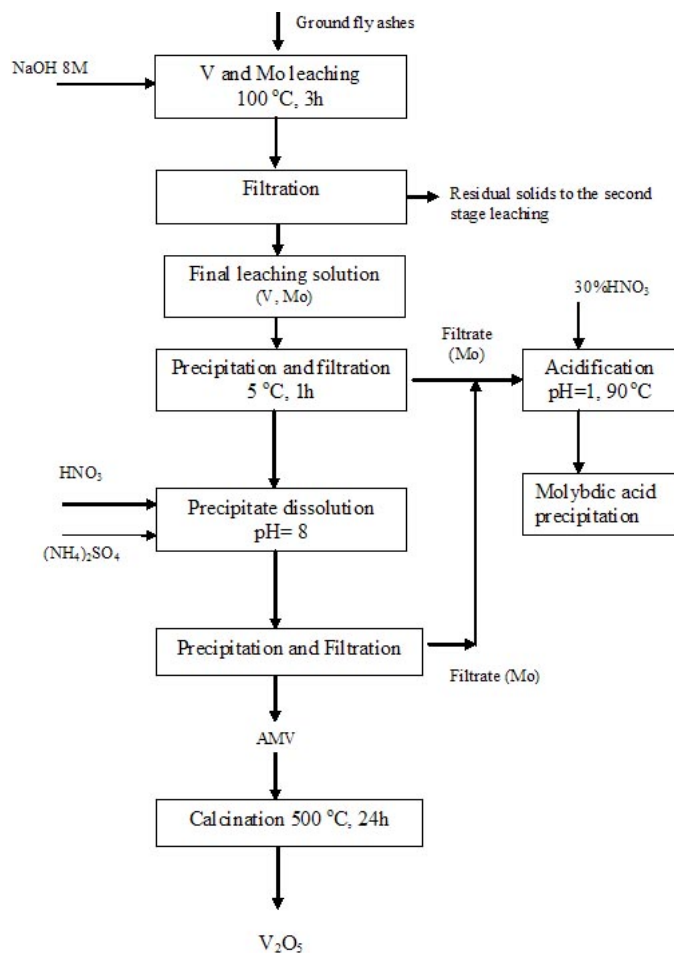 Ground fly ashes
NaOH 8M
V and Mo leaching
100 °C, 3h
Filtration
Residual solids to the second
stage leaching
Final leaching solution
(V, Mo)
30%HNO₃
Filtrate
(Mo)
Precipitation and filtration
5 °C, 1h
Acidification
pH=1, 90 °C
HNO₃
Precipitate dissolution
pH= 8
(NH₄)₂SO₄
Molybdic acid
precipitation
Precipitation and Filtration
Filtrate (Mo)
AMV
Calcination 500 °C, 24h
V₂O₅